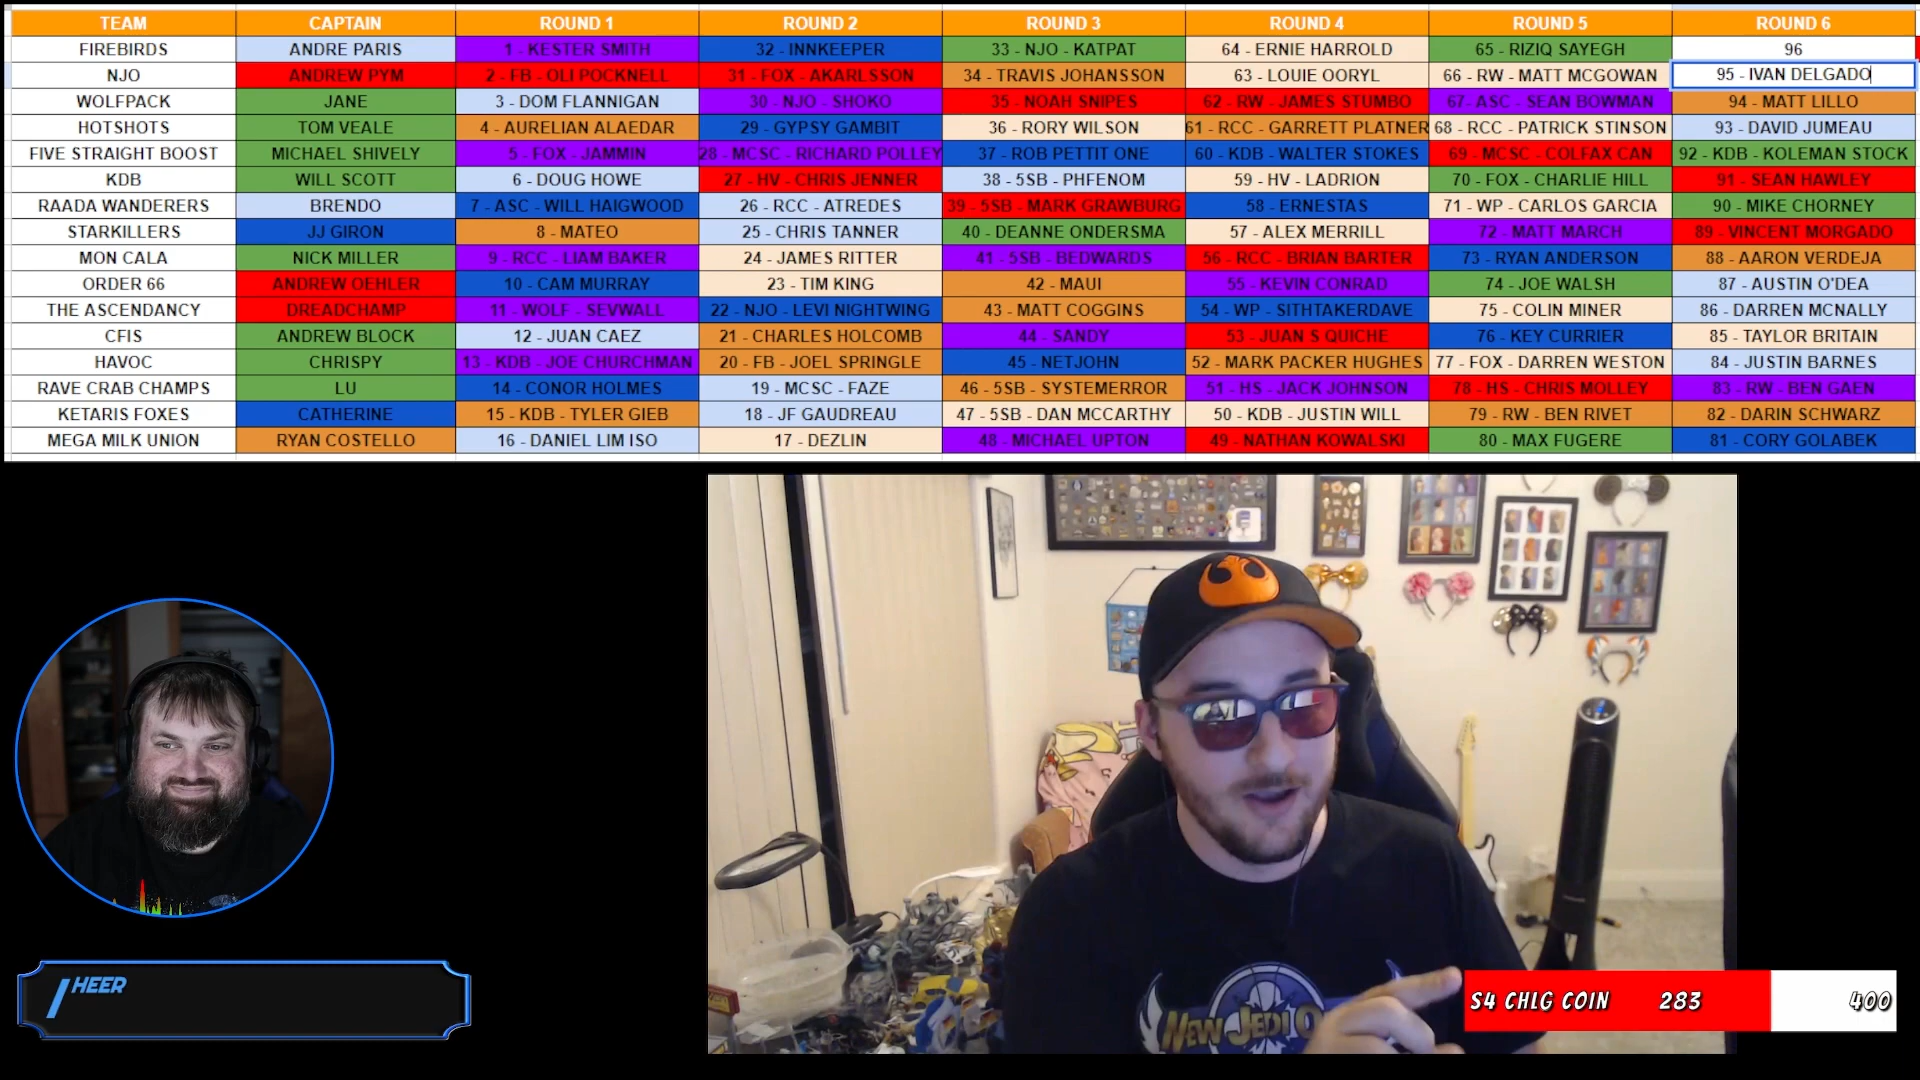 TEAM CAPTAIN ROUND 1 ROUND 2 ROUND 3 ROUND 4 ROUND 5 ROUND 6
FIREBIRDS ANDRE PARIS 1 - KESTER SMITH 32 - INNKEEPER 33 - NJO - KATPAT 64 - ERNIE HARROLD 65 - RIZIQ SAYEGH 96
NJO ANDREW PYM 2 - FB - OLI POCKNELL 31 - FOX - AKARLSSON 34 - TRAVIS JOHANSSON 63 - LOUIE OORYL 66 - RW - MATT MCGOWAN 95 - IVAN DELGADO
WOLFPACK JANE 3 - DOM FLANNIGAN 30 - NJO - SHOKO 35 - NOAH SNIPES 62 - RW - JAMES STUMBO 67- ASC - SEAN BOWMAN 94 - MATT LILLO
HOTSHOTS TOM VEALE 4 - AURELIAN ALAEDAR 29 - GYPSY GAMBIT 36 - RORY WILSON 61 - RCC - GARRETT PLATNER 68 - RCC - PATRICK STINSON 93 - DAVID JUMEAU
FIVE STRAIGHT BOOST MICHAEL SHIVELY 5 - FOX - JAMMIN 28 - MCSC - RICHARD POLLEY 37 - ROB PETTIT ONE 60 - KDB - WALTER STOKES 69 - MCSC - COLFAX CAN 92 - KDB - KOLEMAN STOCK
KDB WILL SCOTT 6 - DOUG HOWE 27 - HV - CHRIS JENNER 38 - 5SB - PHFENOM 59 - HV - LADRION 70 - FOX - CHARLIE HILL 91 - SEAN HAWLEY
RAADA WANDERERS BRENDO 7 - ASC - WILL HAIGWOOD 26 - RCC - ATREDES 39 - 5SB - MARK GRAWBURG 58 - ERNESTAS 71 - WP - CARLOS GARCIA 90 - MIKE CHORNEY
STARKILLERS JJ GIRON 8 - MATEO 25 - CHRIS TANNER 40 - DEANNE ONDERSMA 57 - ALEX MERRILL 72 - MATT MARCH 89 - VINCENT MORGADO
MON CALA NICK MILLER 9 - RCC - LIAM BAKER 24 - JAMES RITTER 41 - 5SB - BEDWARDS 56 - RCC - BRIAN BARTER 73 - RYAN ANDERSON 88 - AARON VERDEJA
ORDER 66 ANDREW OEHLER 10 - CAM MURRAY 23 - TIM KING 42 - MAUI 55 - KEVIN CONRAD 74 - JOE WALSH 87 - AUSTIN O'DEA
THE ASCENDANCY DREADCHAMP 11 - WOLF - SEVWALL 22 - NJO - LEVI NIGHTWING 43 - MATT COGGINS 54 - WP - SITHTAKERDAVE 75 - COLIN MINER 86 - DARREN MCNALLY
CFIS ANDREW BLOCK 12 - JUAN CAEZ 21 - CHARLES HOLCOMB 44 - SANDY 53 - JUAN S QUICHE 76 - KEY CURRIER 85 - TAYLOR BRITAIN
HAVOC CHRISPY 13 - KDB - JOE CHURCHMAN 20 - FB - JOEL SPRINGLE 45 - NETJOHN 52 - MARK PACKER HUGHES 77 - FOX - DARREN WESTON 84 - JUSTIN BARNES
RAVE CRAB CHAMPS LU 14 - CONOR HOLMES 19 - MCSC - FAZE 46 - 5SB - SYSTEMERROR 51 - HS - JACK JOHNSON 78 - HS - CHRIS MOLLEY 83 - RW - BEN GAEN
KETARIS FOXES CATHERINE 15 - KDB - TYLER GIEB 18 - JF GAUDREAU 47 - 5SB - DAN MCCARTHY 50 - KDB - JUSTIN WILL 79 - RW - BEN RIVET 82 - DARIN SCHWARZ
MEGA MILK UNION RYAN COSTELLO 16 - DANIEL LIM ISO 17 - DEZLIN 48 - MICHAEL UPTON 49 - NATHAN KOWALSKI 80 - MAX FUGERE 81 - CORY GOLABEK
/HEER
NEW JEDI O
S4 CHLG COIN 283 400